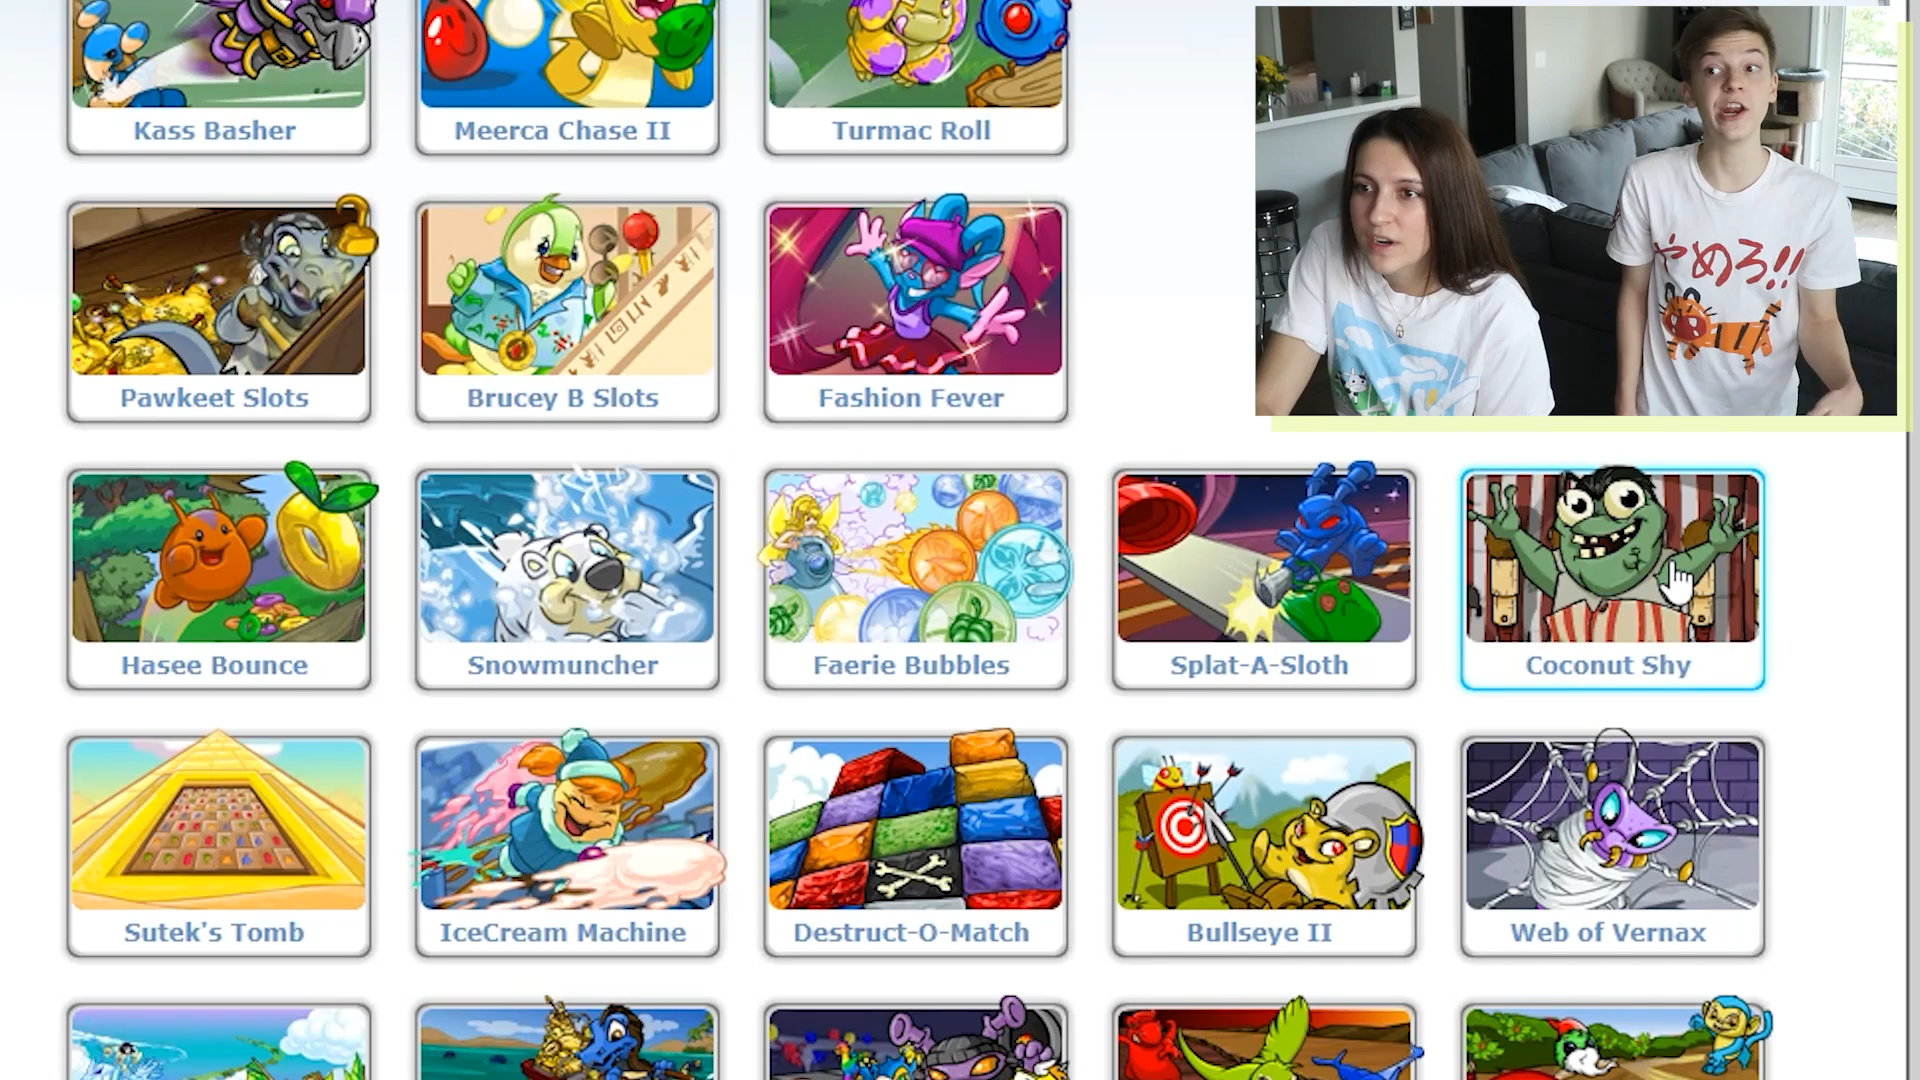 Kass Basher
Meerca Chase II
Turmac Roll
やめろ!!
Pawkeet Slots
Brucey B Slots
Fashion Fever
Hasee Bounce
Snowmuncher
Faerie Bubbles
Splat-A-Sloth
Coconut Shy
Sutek's Tomb
IceCream Machine
Destruct-O-Match
Bullseye II
Web of Vernax